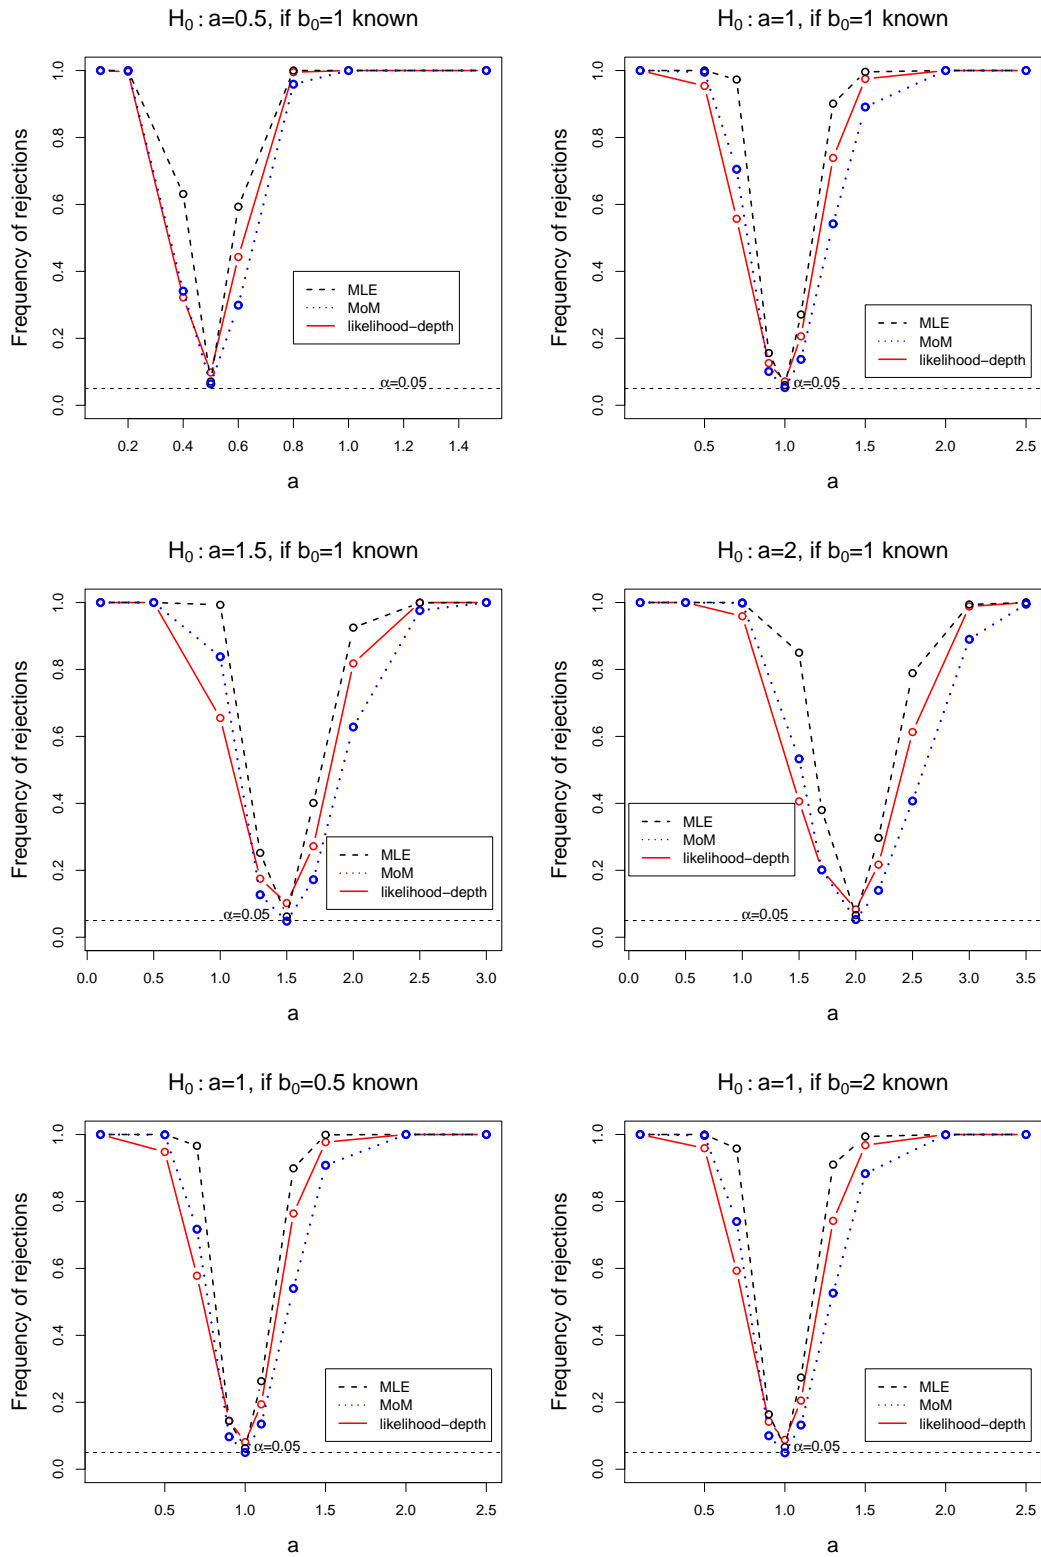 H₀ : a=0.5, if b₀=1 known
Frequency of rejections
0.0 0.2 0.4 0.6 0.8 1.0
MLE
MoM
likelihood−depth
α=0.05
0.2 0.4 0.6 0.8 1.0 1.2 1.4
a
H₀ : a=1, if b₀=1 known
Frequency of rejections
0.0 0.2 0.4 0.6 0.8 1.0
MLE
MoM
likelihood−depth
α=0.05
0.5 1.0 1.5 2.0 2.5
a
H₀ : a=1.5, if b₀=1 known
Frequency of rejections
0.0 0.2 0.4 0.6 0.8 1.0
MLE
MoM
likelihood−depth
α=0.05
0.0 0.5 1.0 1.5 2.0 2.5 3.0
a
H₀ : a=2, if b₀=1 known
Frequency of rejections
0.0 0.2 0.4 0.6 0.8 1.0
MLE
MoM
likelihood−depth
α=0.05
0.0 0.5 1.0 1.5 2.0 2.5 3.0 3.5
a
H₀ : a=1, if b₀=0.5 known
Frequency of rejections
0.0 0.2 0.4 0.6 0.8 1.0
MLE
MoM
likelihood−depth
α=0.05
0.5 1.0 1.5 2.0 2.5
a
H₀ : a=1, if b₀=2 known
Frequency of rejections
0.0 0.2 0.4 0.6 0.8 1.0
MLE
MoM
likelihood−depth
α=0.05
0.5 1.0 1.5 2.0 2.5
a